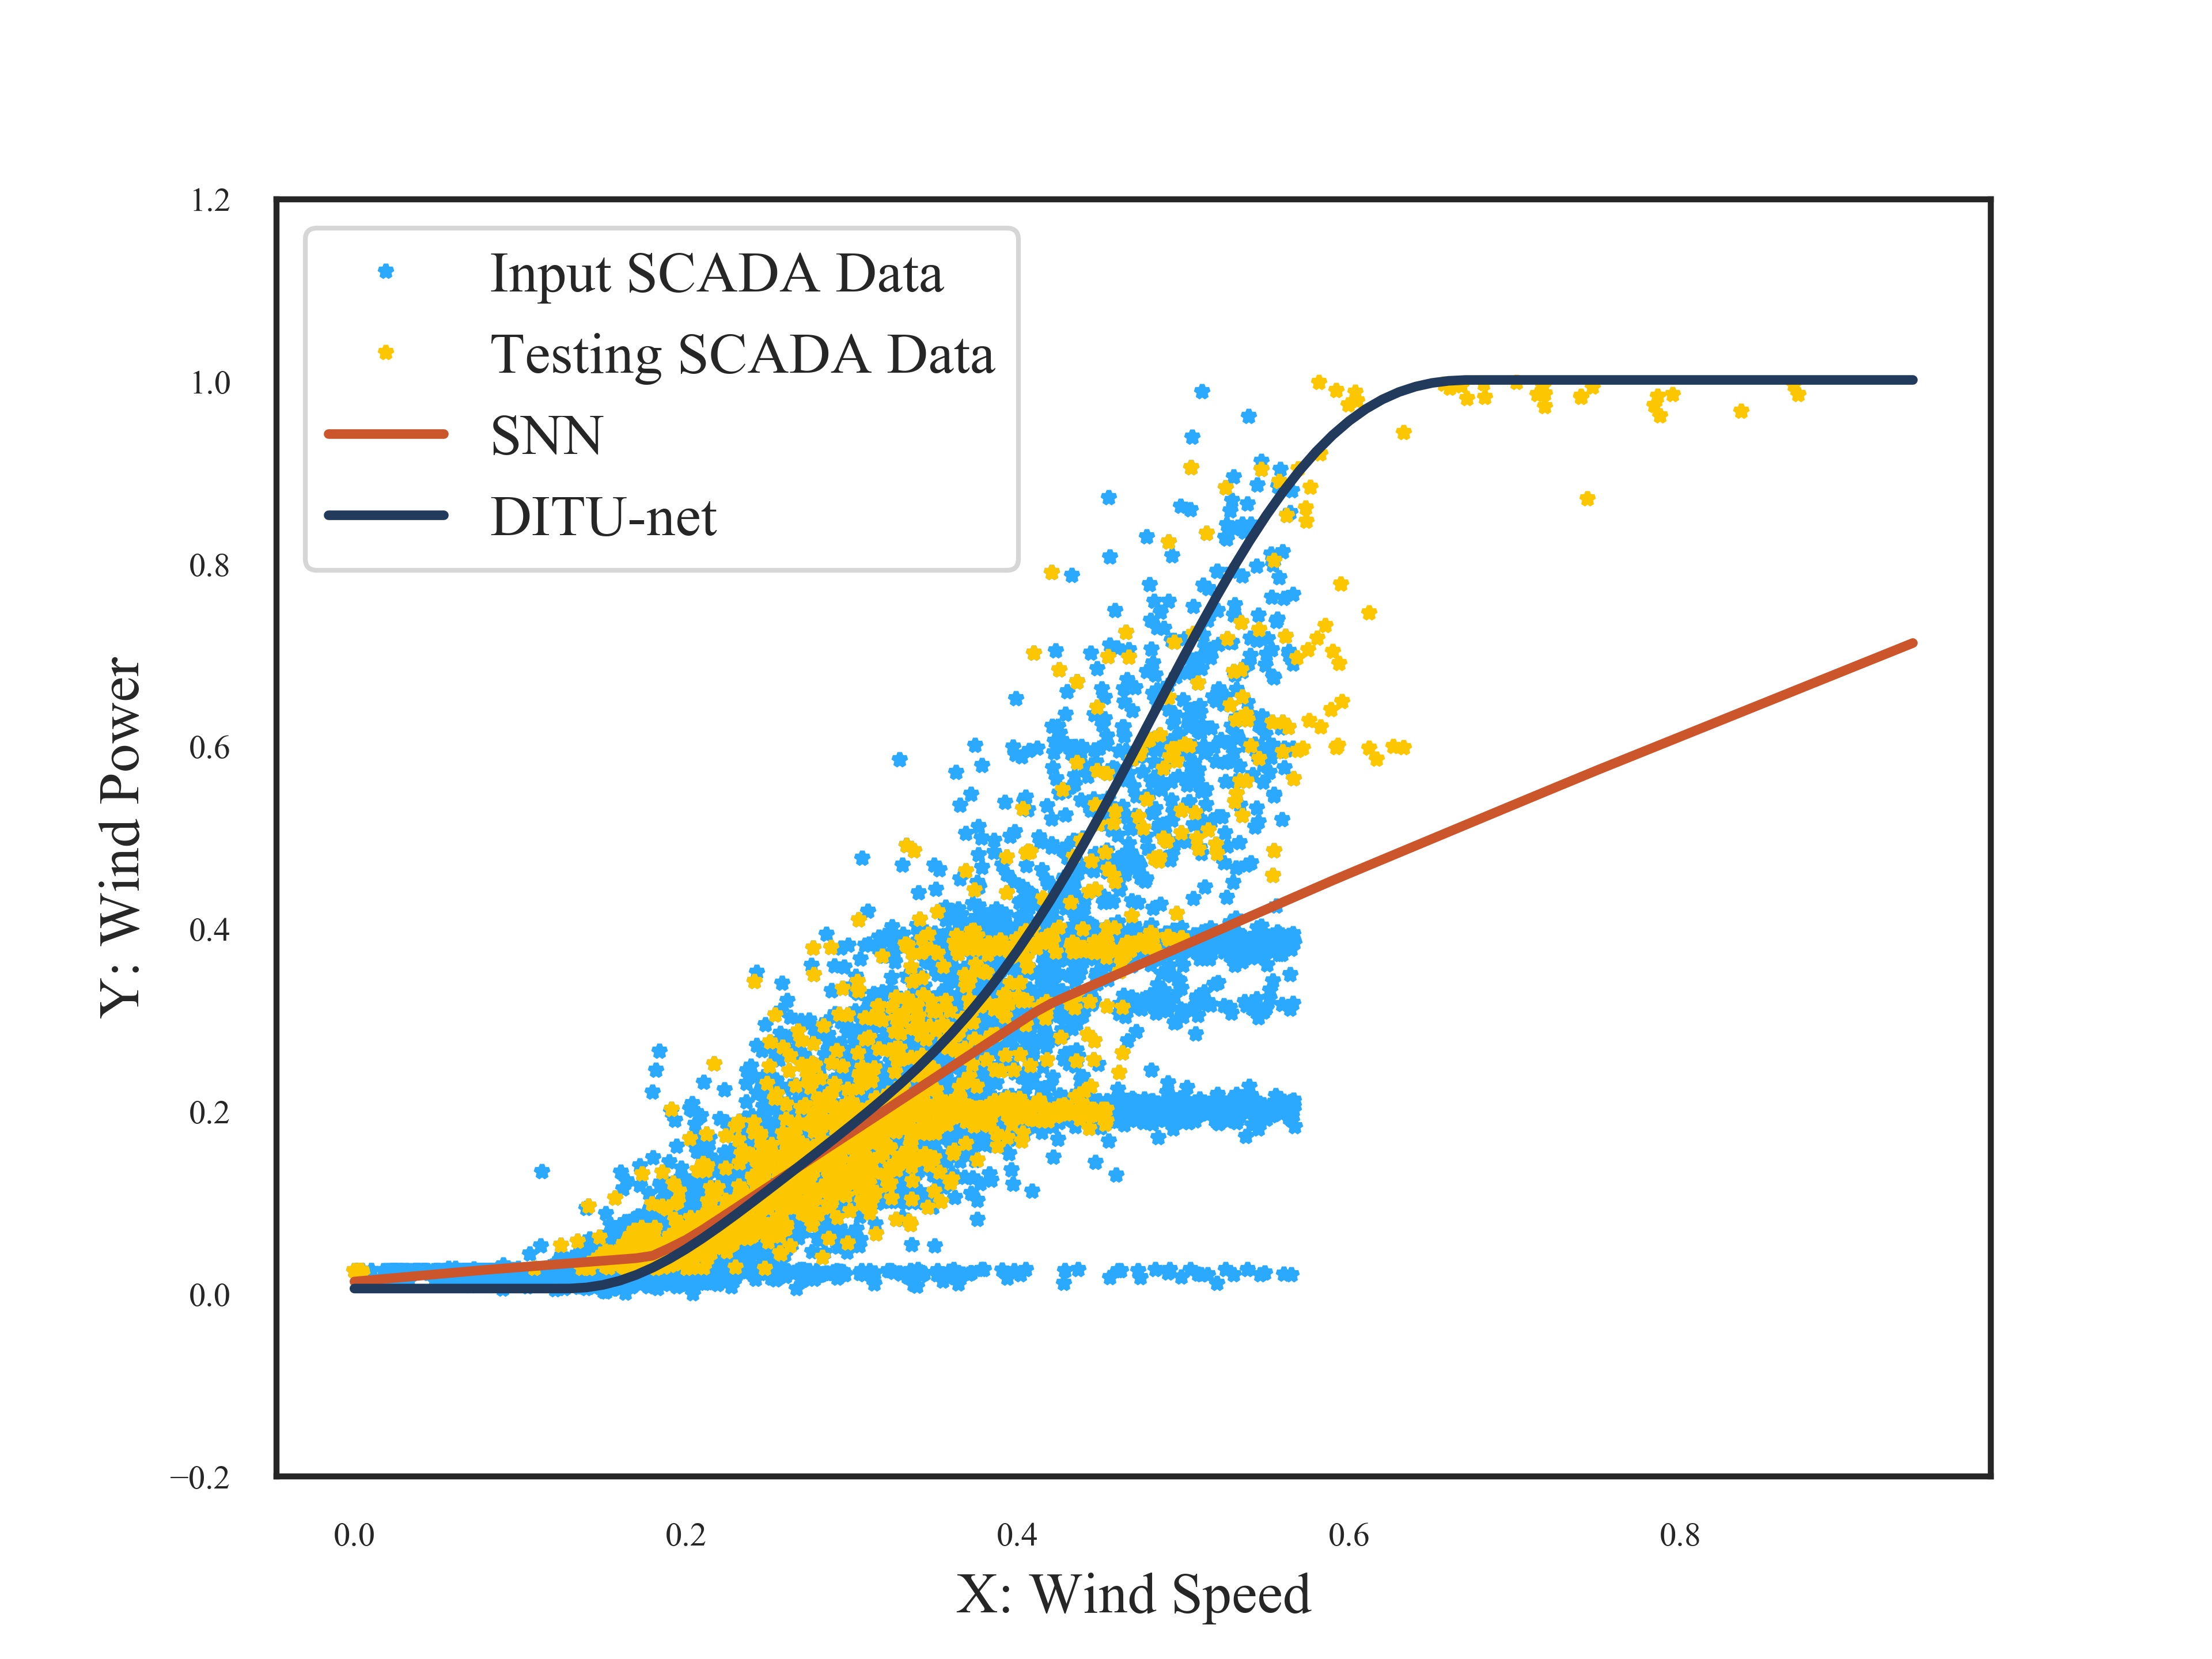 1.2
1.0
0.8
0.6
0.4
0.2
0.0
−0.2
Y: Wind Power
Input SCADA Data
Testing SCADA Data
SNN
DITU-net
0.0 0.2 0.4 0.6 0.8
X: Wind Speed